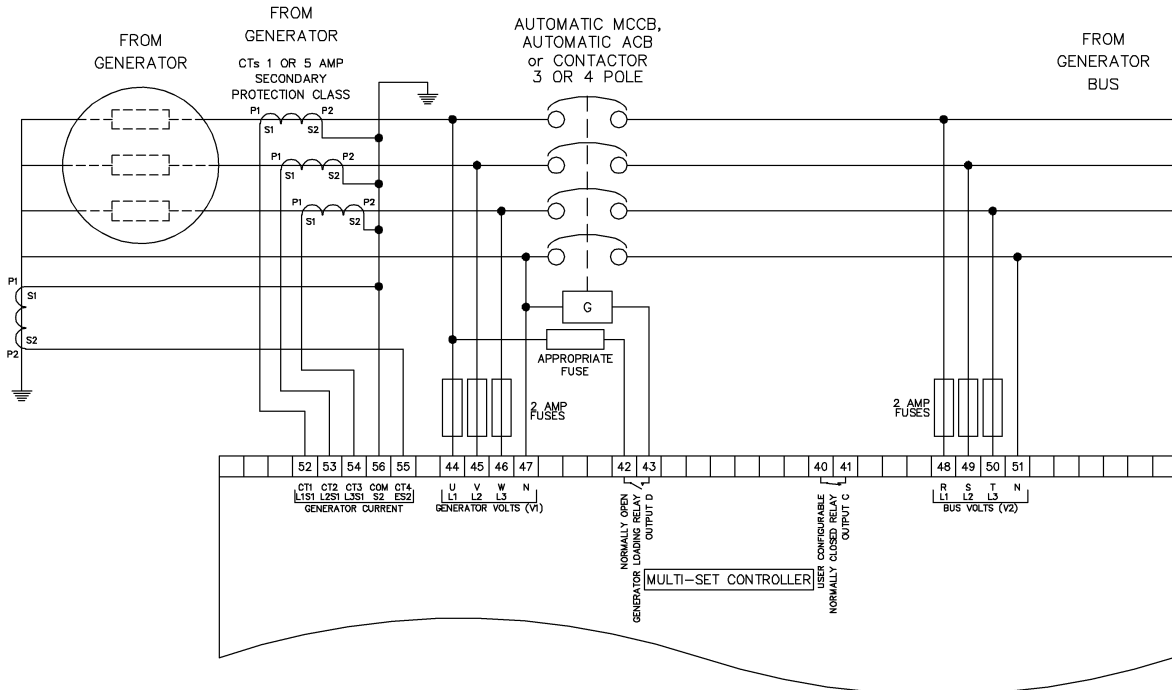 FROM
GENERATOR
FROM
GENERATOR
CTs 1 OR 5 AMP
SECONDARY
PROTECTION CLASS
AUTOMATIC MCCB,
AUTOMATIC ACB
or CONTACTOR
3 OR 4 POLE
FROM
GENERATOR
BUS
P1 P2
S1 S2
P1 P2
S1 S2
P1 P2
S1 S2
P1
S1
S2
P2
G
APPROPRIATE
FUSE
2 AMP
FUSES
2 AMP
FUSES
52 53 54 56 55 44 45 46 47 42 43 40 41 48 49 50 51
CT1 CT2 CT3 COM CT4 U V W N R S T N
L1S1 L2S1 L3S1 S2 ES2 L1 L2 L3 L1 L2 L3
GENERATOR CURRENT
GENERATOR VOLTS (V1)
BUS VOLTS (V2)
NORMALLY OPEN
GENERATOR LOADING RELAY
OUTPUT D
USER CONFIGURABLE
NORMALLY CLOSED RELAY
OUTPUT C
MULTI-SET CONTROLLER